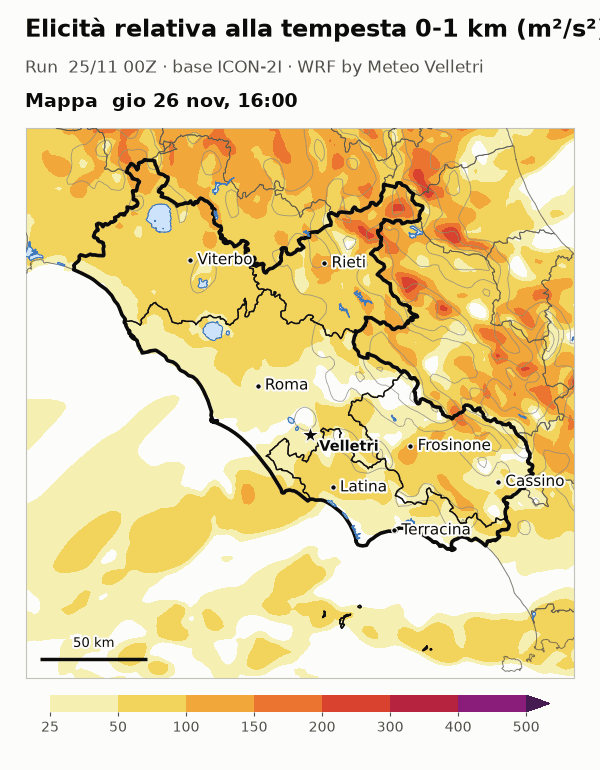 Elicità relativa alla tempesta 0-1 km (m²/s²)
Run 25/11 00Z · base ICON-2I · WRF by Meteo Velletri
Mappa gio 26 nov, 16:00
Viterbo
Rieti
Roma
Velletri
Frosinone
Cassino
Latina
Terracina
50 km
25 50 100 150 200 300 400 500